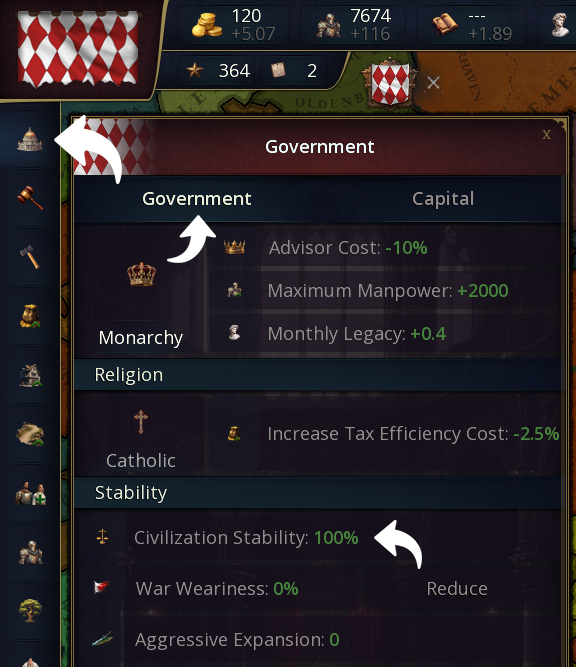 120
+5.07
7674
+116
---
+1.89
364
2
OLDENB
RHAVEN
Government
x
Government
Capital
Advisor Cost: -10%
Maximum Manpower: +2000
Monthly Legacy: +0.4
Monarchy
Religion
Catholic
Increase Tax Efficiency Cost: -2.5%
Stability
Civilization Stability: 100%
War Weariness: 0%
Reduce
Aggressive Expansion: 0